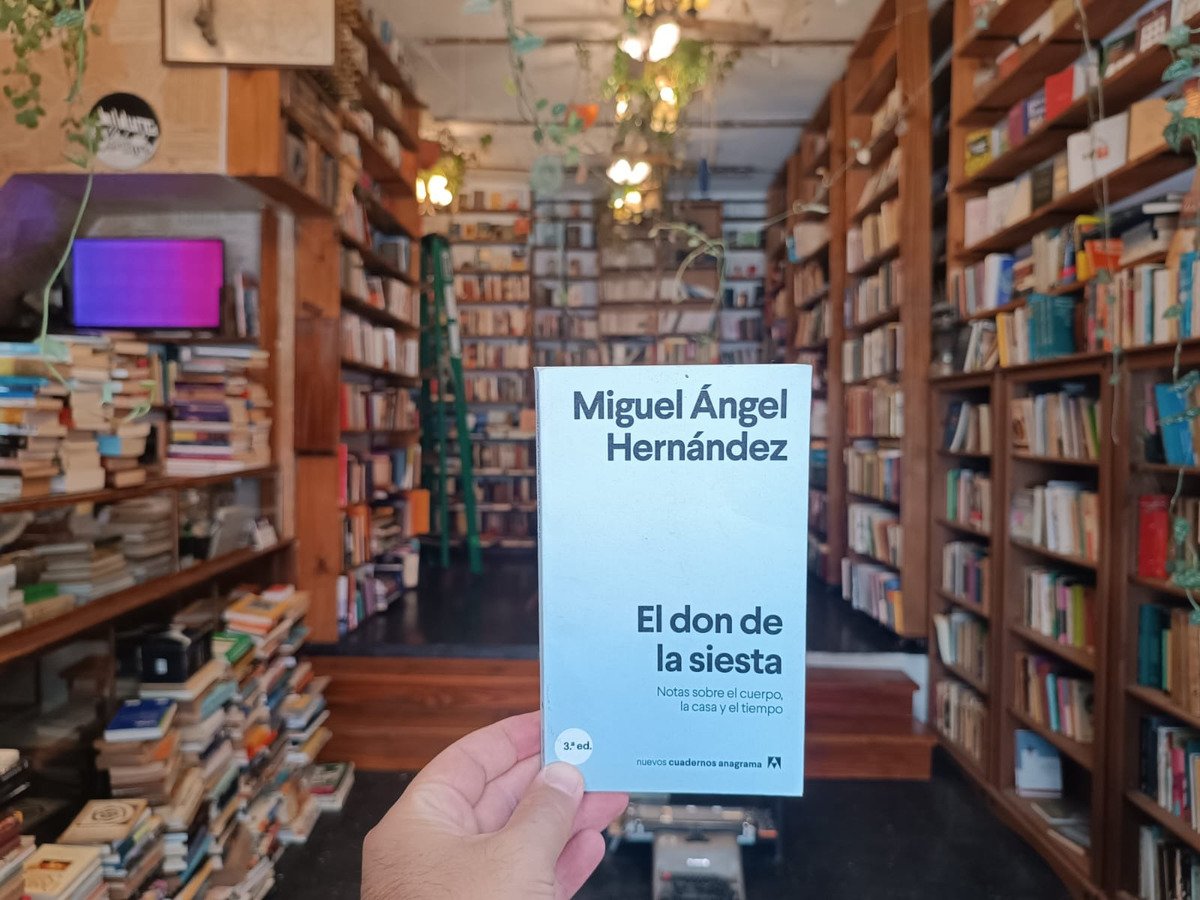 Miguel Ángel
Hernández
El don de
la siesta
Notas sobre el cuerpo,
la casa y el tiempo
3.ª ed.
nuevos cuadernos anagrama